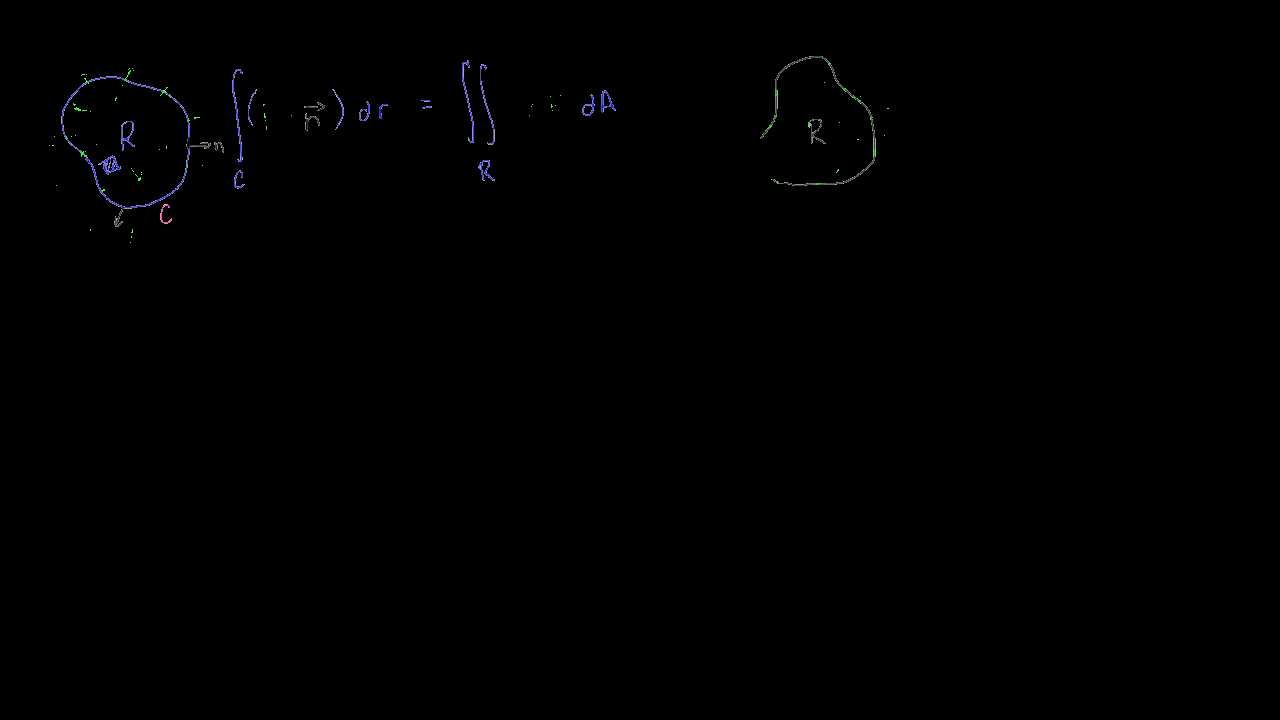 R n C ∫ ( · n⃗ ) dr = ∬ dA R
C R